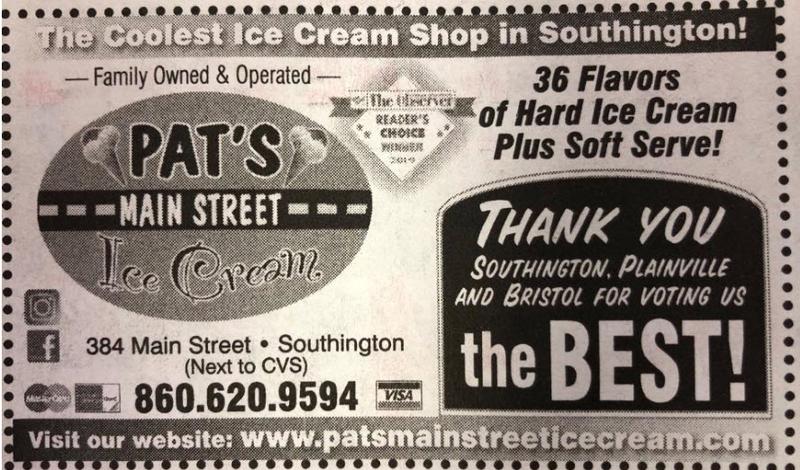 The Coolest Ice Cream Shop in Southington!
— Family Owned & Operated —
PAT'S
MAIN STREET
Ice Cream
The Observer
READER'S
CHOICE
WINNER
2019
36 Flavors
of Hard Ice Cream
Plus Soft Serve!
THANK YOU
SOUTHINGTON, PLAINVILLE
AND BRISTOL FOR VOTING US
the BEST!
384 Main Street • Southington
(Next to CVS)
MasterCard
860.620.9594
VISA
Visit our website: www.patsmainstreeticecream.com